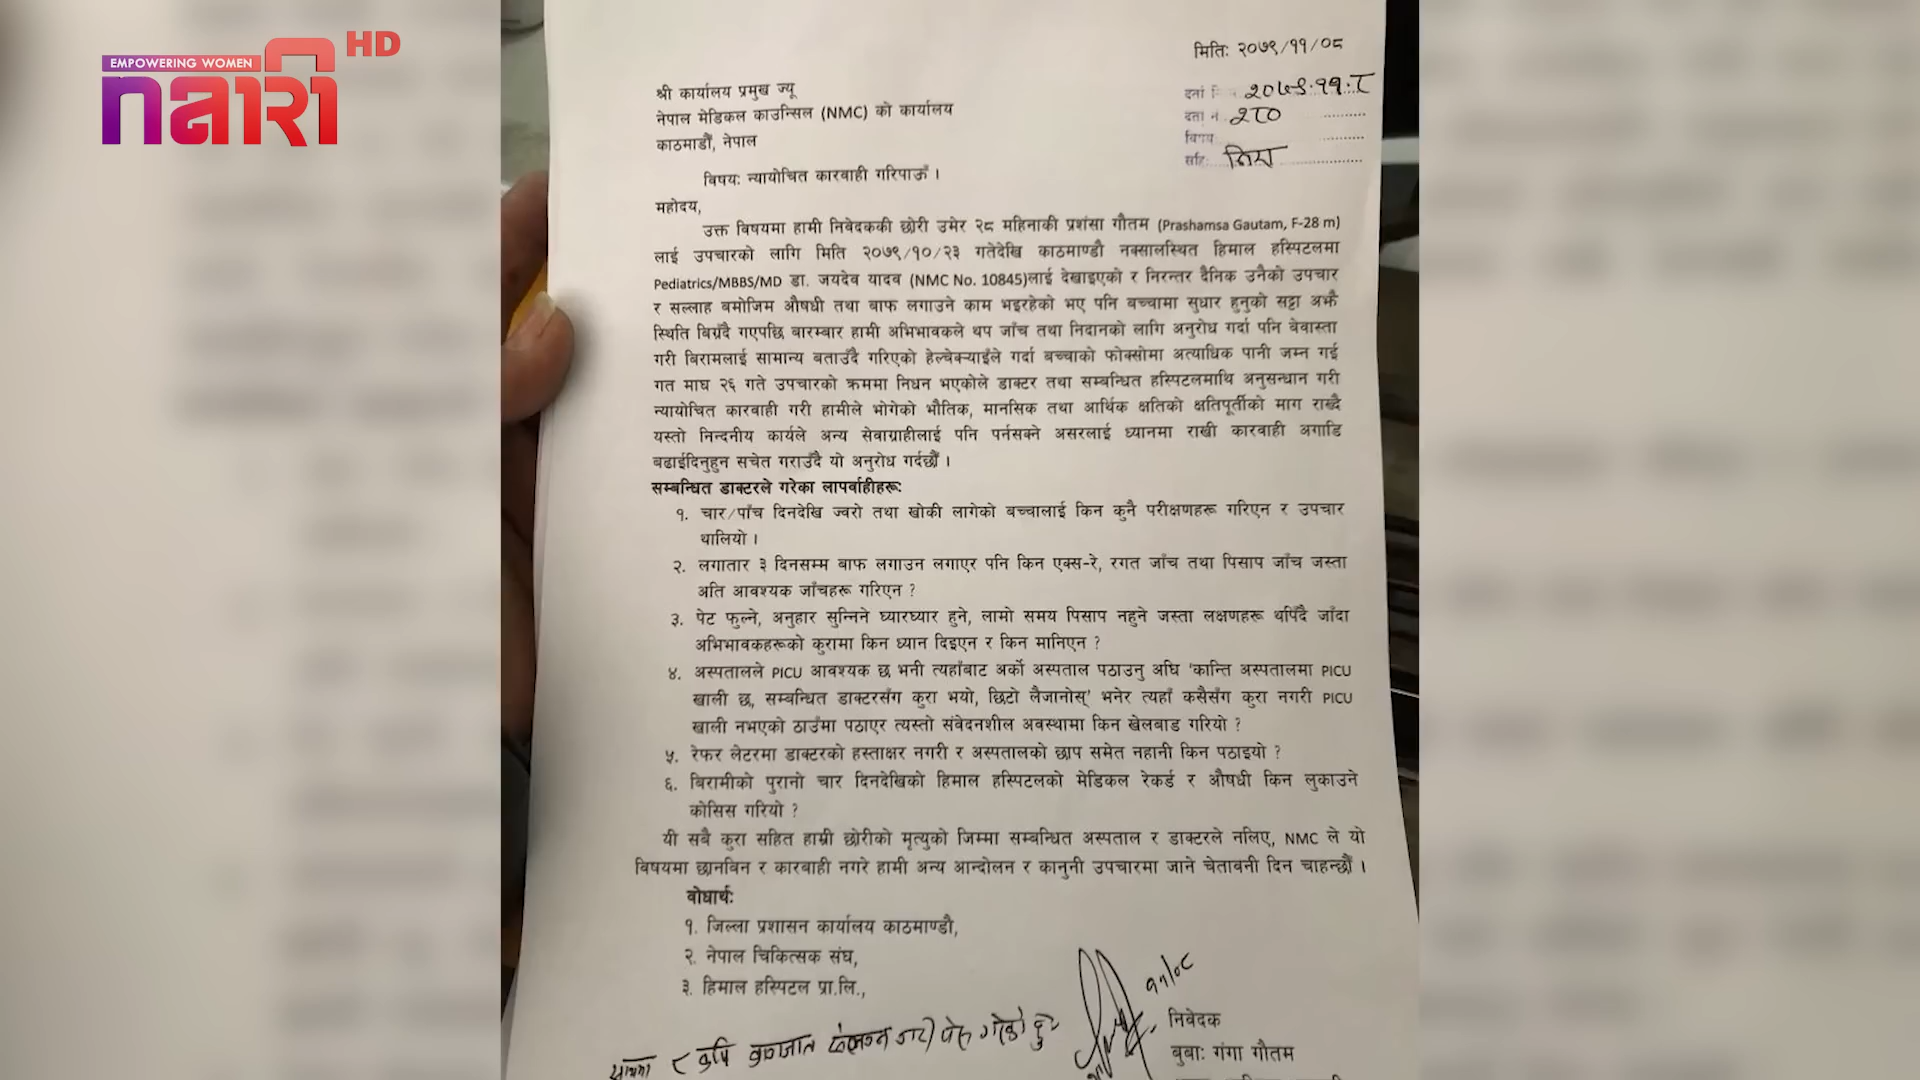 EMPOWERING WOMEN
नारी HD
मिति: २०७९/११/०८
श्री कार्यालय प्रमुख ज्यू
नेपाल मेडिकल काउन्सिल (NMC) को कार्यालय
काठमाडौं, नेपाल
दर्ता २०७९.११.८
दर्ता नं २८०
विषय
सहि:
विषय: न्यायोचित कारवाही गरिपाऊँ ।
महोदय,
उक्त विषयमा हामी निवेदककी छोरी उमेर २८ महिनाकी प्रशंसा गौतम (Prashamsa Gautam, F-28 m)
लाई उपचारको लागि मिति २०७९/१०/२३ गतेदेखि काठमाण्डौ नक्सालस्थित हिमाल हस्पिटलमा
Pediatrics/MBBS/MD डा. जयदेव यादव (NMC No. 10845)लाई देखाइएको र निरन्तर दैनिक उनैको उपचार
र सल्लाह बमोजिम औषधी तथा बाफ लगाउने काम भइरहेको भए पनि बच्चामा सुधार हुनुको सट्टा अझै
स्थिति बिग्रँदै गएपछि बारम्बार हामी अभिभावकले थप जाँच तथा निदानको लागि अनुरोध गर्दा पनि बेवास्ता
गरी बिरामलाई सामान्य बताउँदै गरिएको हेल्चेक्र्याइँले गर्दा बच्चाको फोक्सोमा अत्याधिक पानी जम्न गई
गत माघ २६ गते उपचारको क्रममा निधन भएकोले डाक्टर तथा सम्बन्धित हस्पिटलमाथि अनुसन्धान गरी
न्यायोचित कारवाही गरी हामीले भोगेको भौतिक, मानसिक तथा आर्थिक क्षतिको क्षतिपूर्तीको माग राख्दै
यस्तो निन्दनीय कार्यले अन्य सेवाग्राहीलाई पनि पर्नसक्ने असरलाई ध्यानमा राखी कारवाही अगाडि
बढाईदिनुहुन सचेत गराउँदै यो अनुरोध गर्दछौं ।
सम्बन्धित डाक्टरले गरेका लापर्वाहीहरू:
१. चार/पाँच दिनदेखि ज्वरो तथा खोकी लागेको बच्चालाई किन कुनै परीक्षणहरू गरिएन र उपचार
थालियो ।
२. लगातार ३ दिनसम्म बाफ लगाउन लगाएर पनि किन एक्स-रे, रगत जाँच तथा पिसाप जाँच जस्ता
अति आवश्यक जाँचहरू गरिएन ?
३. पेट फुल्ने, अनुहार सुन्निने घ्यारघ्यार हुने, लामो समय पिसाप नहुने जस्ता लक्षणहरू थपिँदै जाँदा
अभिभावकहरूको कुरामा किन ध्यान दिइएन र किन मानिएन ?
४. अस्पतालले PICU आवश्यक छ भनी त्यहाँबाट अर्को अस्पताल पठाउनु अघि 'कान्ति अस्पतालमा PICU
खाली छ, सम्बन्धित डाक्टरसँग कुरा भयो, छिटो लैजानोस्' भनेर त्यहाँ कसैसँग कुरा नगरी PICU
खाली नभएको ठाउँमा पठाएर त्यस्तो संवेदनशील अवस्थामा किन खेलबाड गरियो ?
५. रेफर लेटरमा डाक्टरको हस्ताक्षर नगरी र अस्पतालको छाप समेत नहानी किन पठाइयो ?
६. बिरामीको पुरानो चार दिनदेखिको हिमाल हस्पिटलको मेडिकल रेकर्ड र औषधी किन लुकाउने
कोसिस गरियो ?
यी सबै कुरा सहित हाम्री छोरीको मृत्युको जिम्मा सम्बन्धित अस्पताल र डाक्टरले नलिए, NMC ले यो
विषयमा छानबिन र कारबाही नगरे हामी अन्य आन्दोलन र कानुनी उपचारमा जाने चेतावनी दिन चाहन्छौं ।
वोधार्थ:
१. जिल्ला प्रशासन कार्यालय काठमाण्डौ,
२. नेपाल चिकित्सक संघ,
३. हिमाल हस्पिटल प्रा.लि.,
११/०८
निवेदक
बुबा: गंगा गौतम